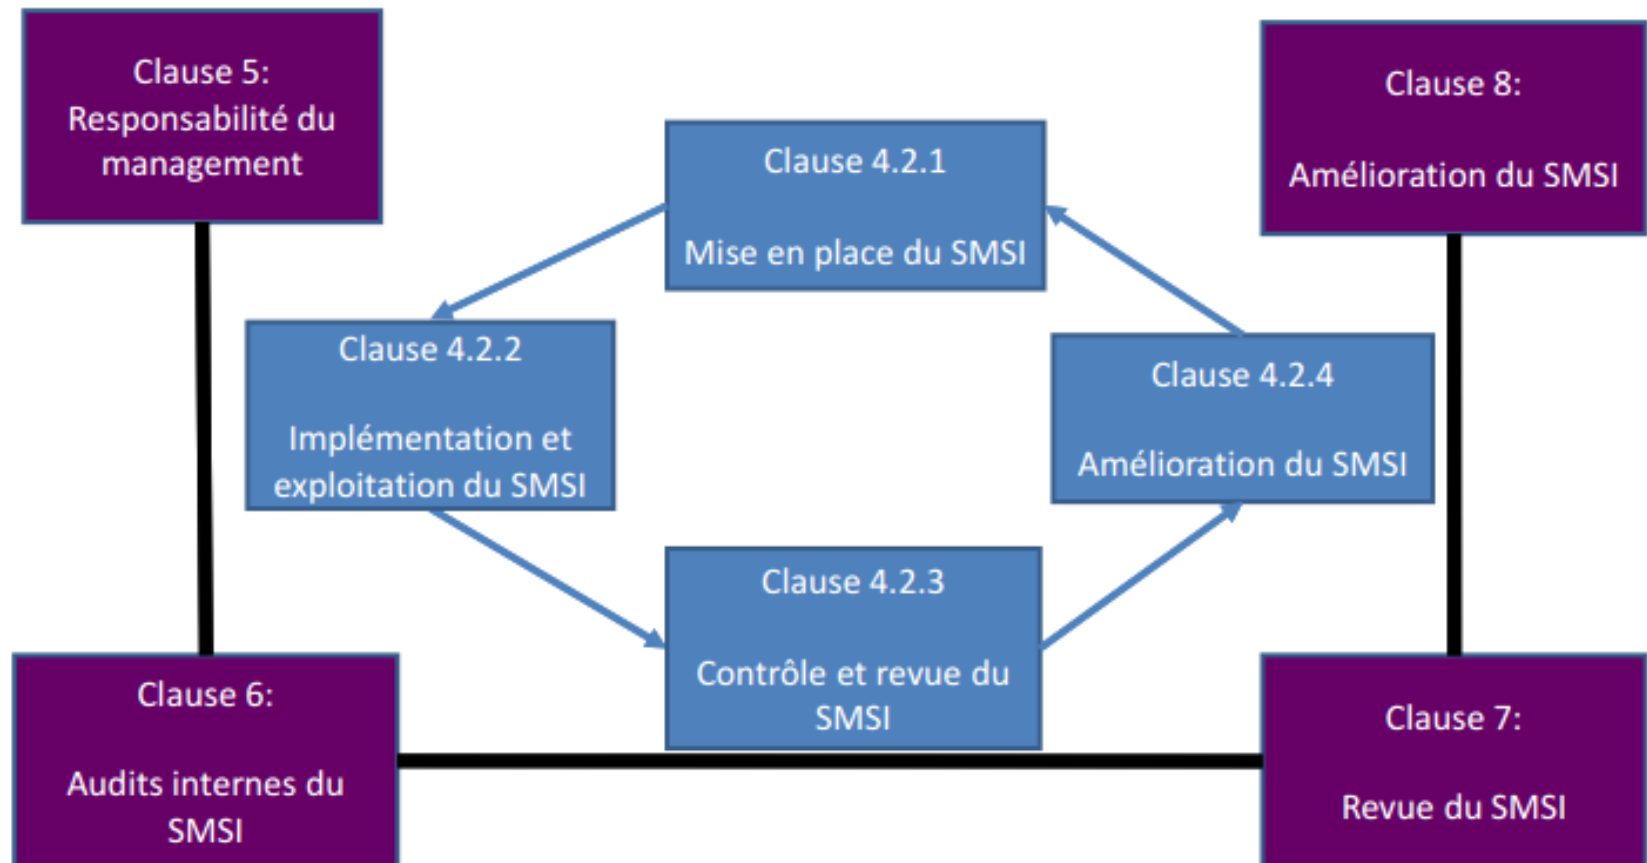 Clause 5:
Responsabilité du
management
Clause 8:
Amélioration du SMSI
Clause 4.2.1
Mise en place du SMSI
Clause 4.2.2
Implémentation et
exploitation du SMSI
Clause 4.2.4
Amélioration du SMSI
Clause 4.2.3
Contrôle et revue du
SMSI
Clause 6:
Audits internes du
SMSI
Clause 7:
Revue du SMSI